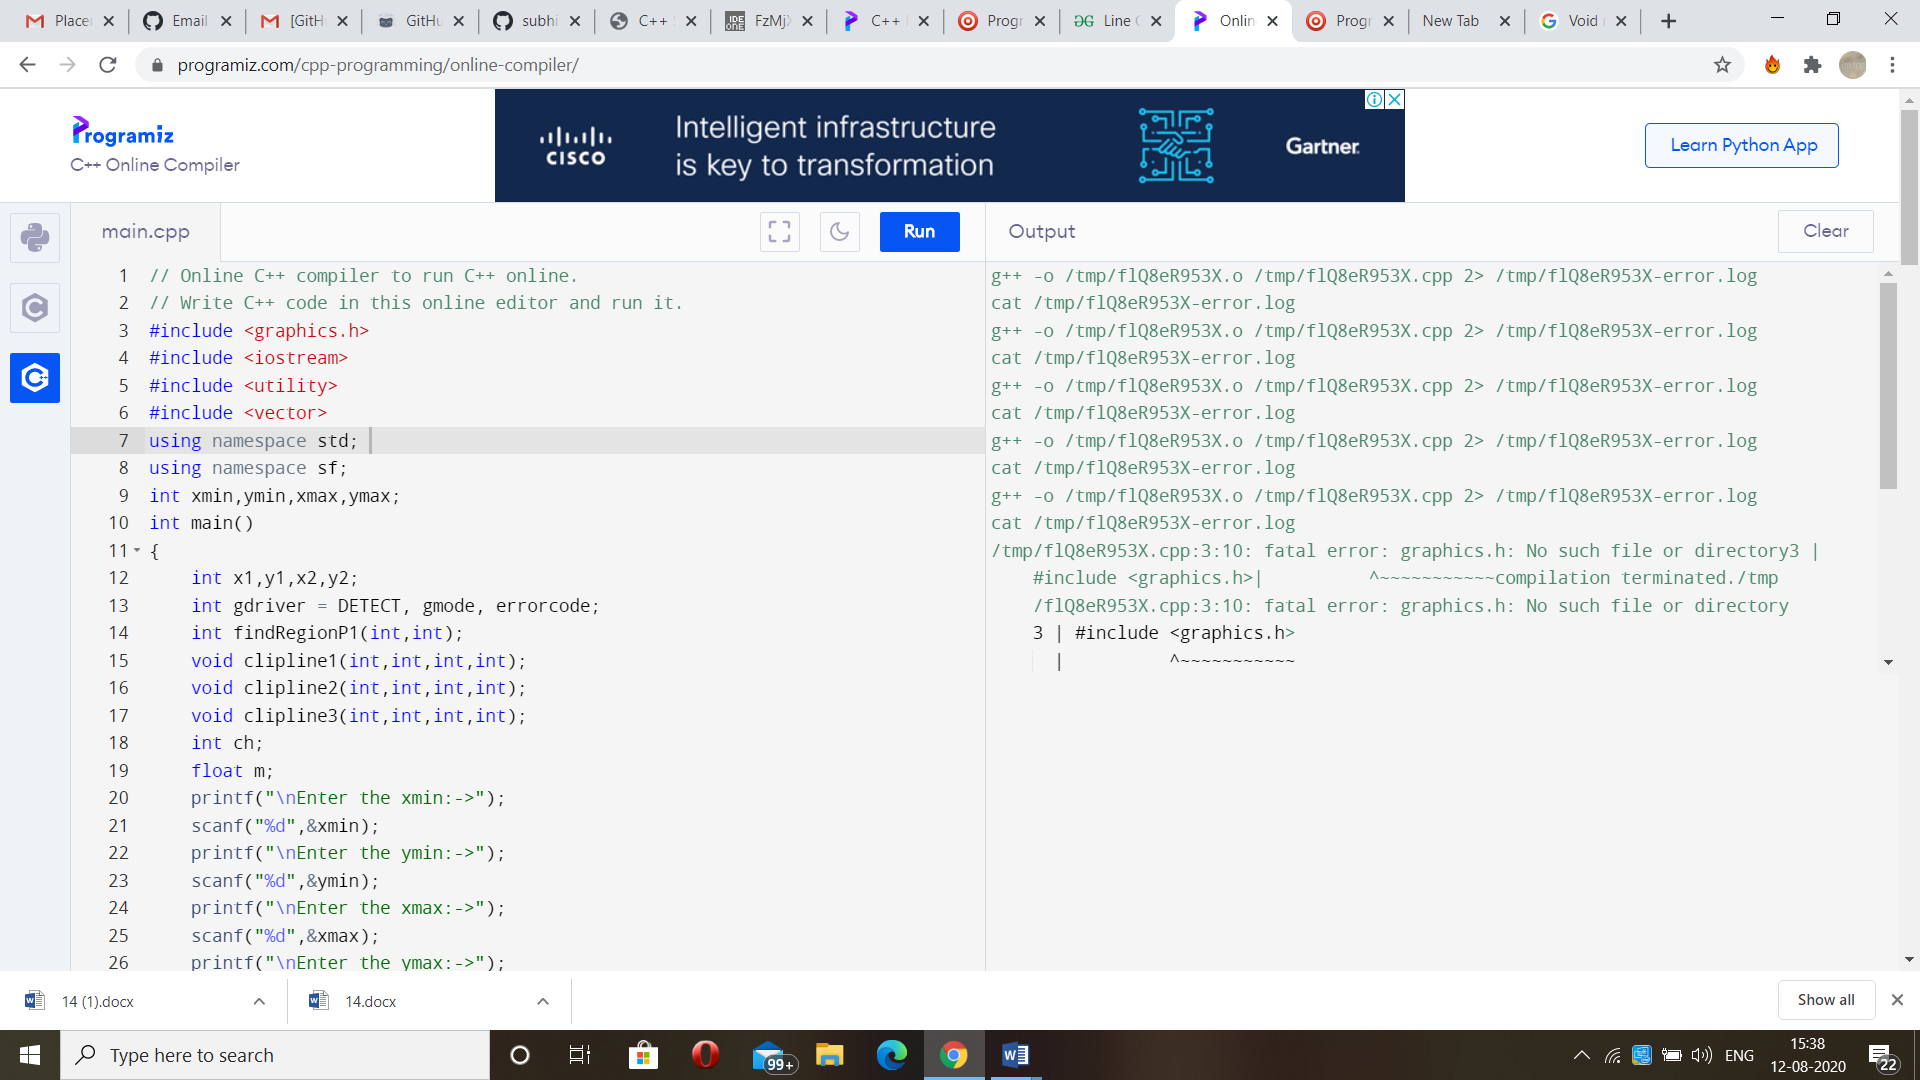 Placer
Email
[GitH
GitHu
subhi
C++ S
FzMjX
C++ 
Progr
Line C
Onlin
Progr
New Tab
Void
programiz.com/cpp-programming/online-compiler/
Programiz
C++ Online Compiler
CISCO
Intelligent infrastructure
is key to transformation
Gartner.
Learn Python App
main.cpp
Run
Output
Clear
1 // Online C++ compiler to run C++ online.
2 // Write C++ code in this online editor and run it.
3 #include <graphics.h>
4 #include <iostream>
5 #include <utility>
6 #include <vector>
7 using namespace std;
8 using namespace sf;
9 int xmin,ymin,xmax,ymax;
10 int main()
11 {
12 int x1,y1,x2,y2;
13 int gdriver = DETECT, gmode, errorcode;
14 int findRegionP1(int,int);
15 void clipline1(int,int,int,int);
16 void clipline2(int,int,int,int);
17 void clipline3(int,int,int,int);
18 int ch;
19 float m;
20 printf("\nEnter the xmin:->");
21 scanf("%d",&xmin);
22 printf("\nEnter the ymin:->");
23 scanf("%d",&ymin);
24 printf("\nEnter the xmax:->");
25 scanf("%d",&xmax);
26 printf("\nEnter the ymax:->");
g++ -o /tmp/flQ8eR953X.o /tmp/flQ8eR953X.cpp 2> /tmp/flQ8eR953X-error.log
cat /tmp/flQ8eR953X-error.log
g++ -o /tmp/flQ8eR953X.o /tmp/flQ8eR953X.cpp 2> /tmp/flQ8eR953X-error.log
cat /tmp/flQ8eR953X-error.log
g++ -o /tmp/flQ8eR953X.o /tmp/flQ8eR953X.cpp 2> /tmp/flQ8eR953X-error.log
cat /tmp/flQ8eR953X-error.log
g++ -o /tmp/flQ8eR953X.o /tmp/flQ8eR953X.cpp 2> /tmp/flQ8eR953X-error.log
cat /tmp/flQ8eR953X-error.log
g++ -o /tmp/flQ8eR953X.o /tmp/flQ8eR953X.cpp 2> /tmp/flQ8eR953X-error.log
cat /tmp/flQ8eR953X-error.log
/tmp/flQ8eR953X.cpp:3:10: fatal error: graphics.h: No such file or directory3 |
#include <graphics.h>| ^~~~~~~~~~~~compilation terminated./tmp
/flQ8eR953X.cpp:3:10: fatal error: graphics.h: No such file or directory
3 | #include <graphics.h>
| ^~~~~~~~~~~~
14 (1).docx
14.docx
Show all
Type here to search
99+
ENG
15:38
12-08-2020
22